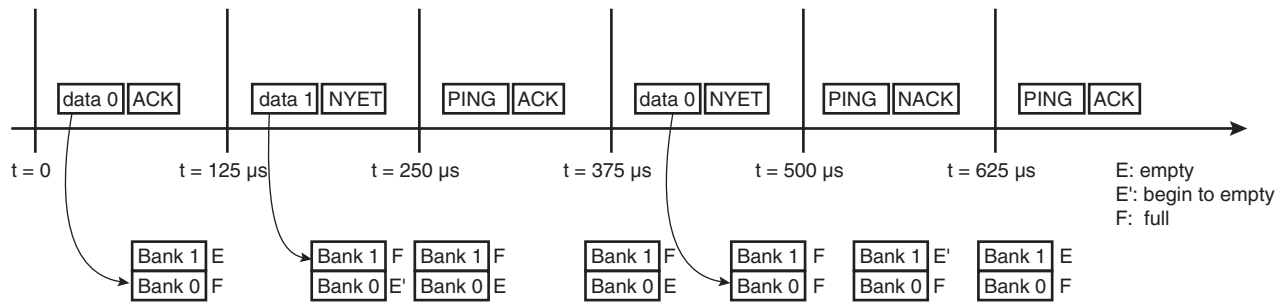 data 0 ACK data 1 NYET PING ACK data 0 NYET PING NACK PING ACK
t = 0 t = 125 µs t = 250 µs t = 375 µs t = 500 µs t = 625 µs
E: empty
E': begin to empty
F: full
Bank 1 E Bank 1 F Bank 1 F Bank 1 F Bank 1 F Bank 1 E' Bank 1 E
Bank 0 F Bank 0 E' Bank 0 E Bank 0 E Bank 0 F Bank 0 F Bank 0 F